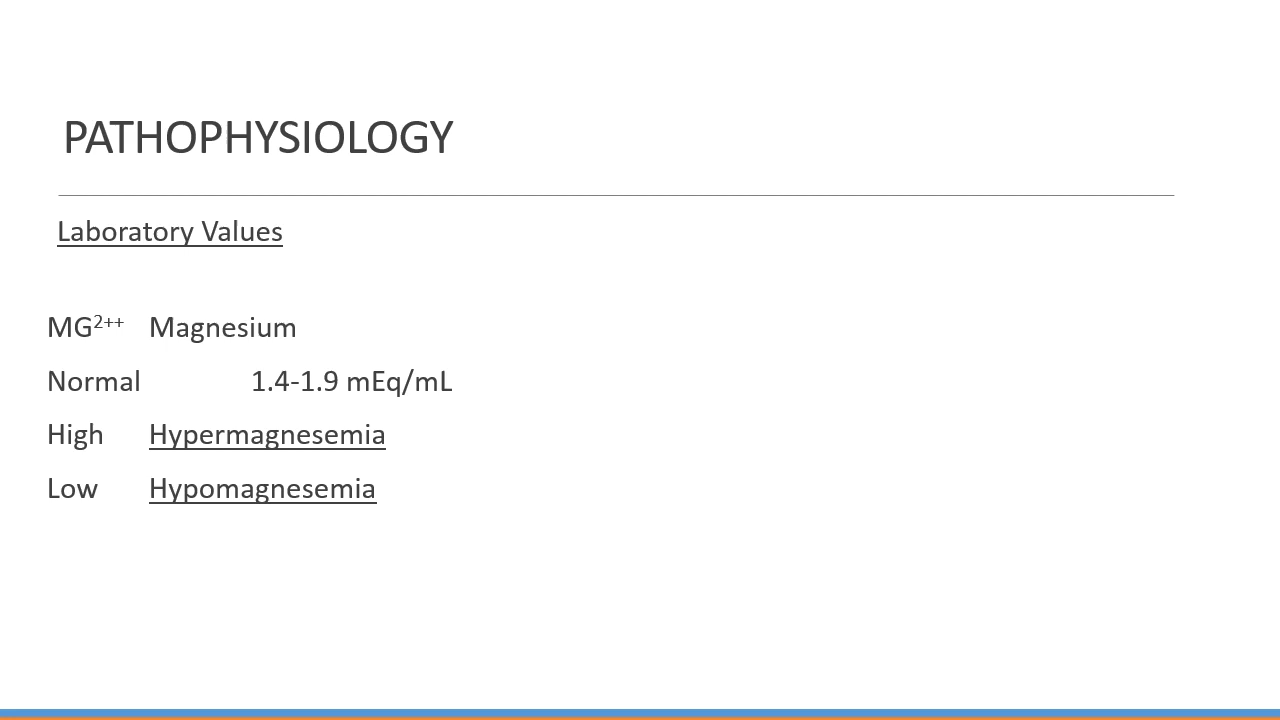 PATHOPHYSIOLOGY
Laboratory Values
MG²⁺⁺ Magnesium
Normal 1.4-1.9 mEq/mL
High Hypermagnesemia
Low Hypomagnesemia